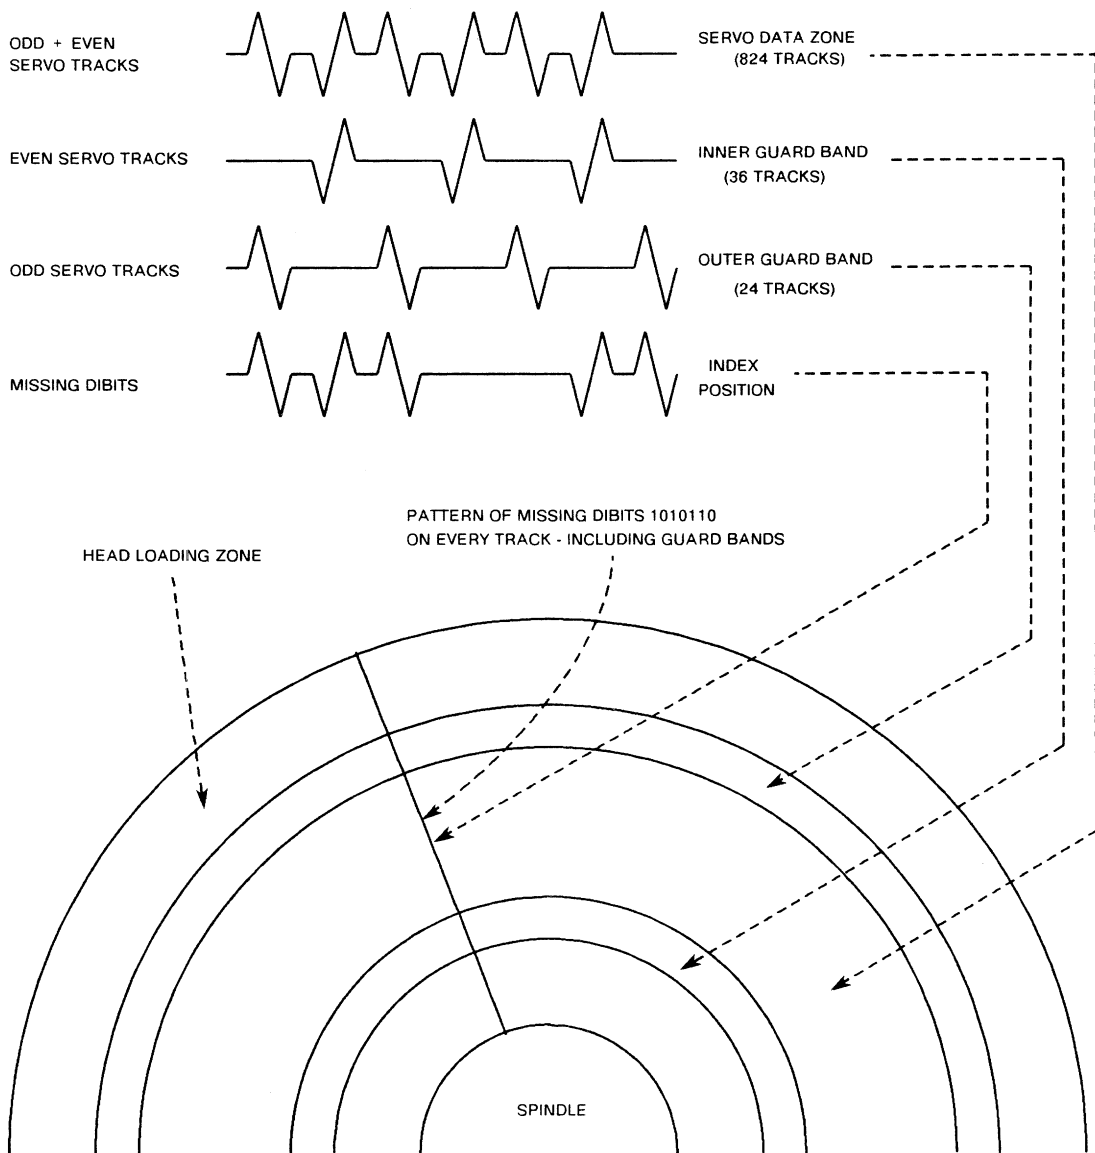 ODD + EVEN
SERVO TRACKS
SERVO DATA ZONE
(824 TRACKS)
EVEN SERVO TRACKS
INNER GUARD BAND
(36 TRACKS)
ODD SERVO TRACKS
OUTER GUARD BAND
(24 TRACKS)
MISSING DIBITS
INDEX
POSITION
PATTERN OF MISSING DIBITS 1010110
ON EVERY TRACK - INCLUDING GUARD BANDS
HEAD LOADING ZONE
SPINDLE